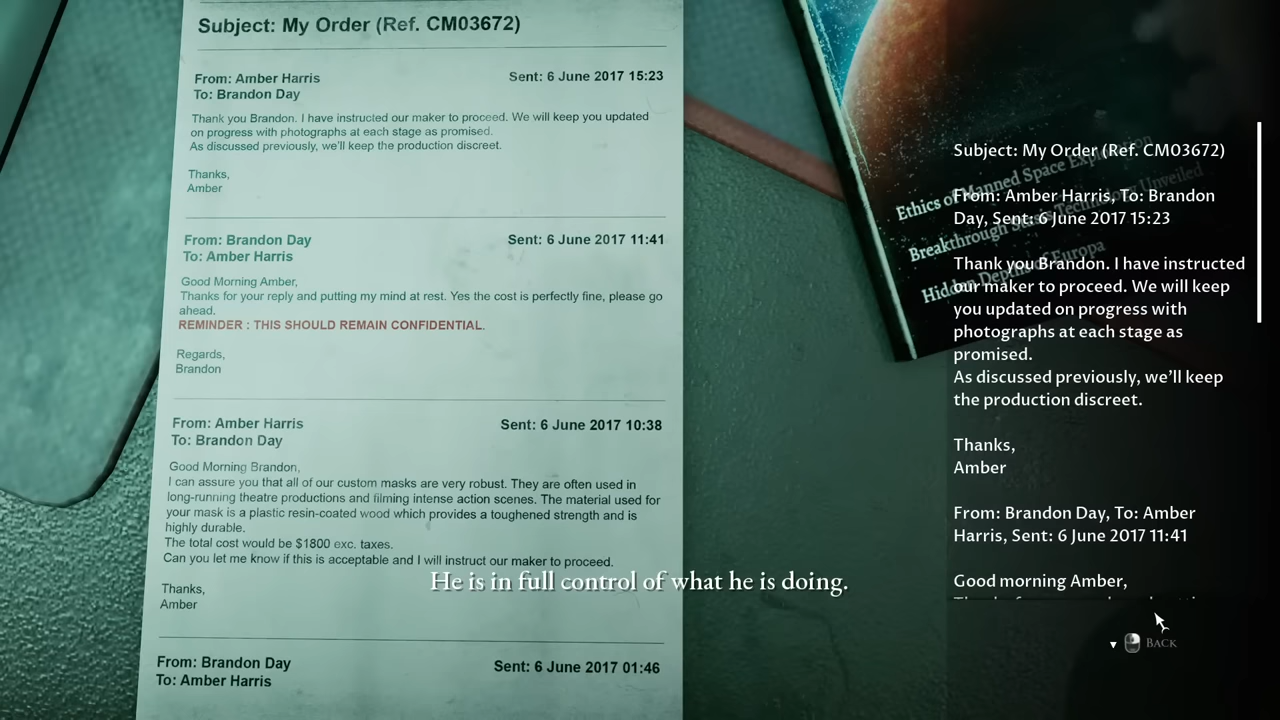 Subject: My Order (Ref. CM03672)
From: Amber Harris
Sent: 6 June 2017 15:23
To: Brandon Day
Thank you Brandon. I have instructed our maker to proceed. We will keep you updated
on progress with photographs at each stage as promised.
As discussed previously, we'll keep the production discreet.
Thanks,
Amber
From: Brandon Day
Sent: 6 June 2017 11:41
To: Amber Harris
Good Morning Amber,
Thanks for your reply and putting my mind at rest. Yes the cost is perfectly fine, please go
ahead.
REMINDER : THIS SHOULD REMAIN CONFIDENTIAL.
Regards,
Brandon
From: Amber Harris
Sent: 6 June 2017 10:38
To: Brandon Day
Good Morning Brandon,
I can assure you that all of our custom masks are very robust. They are often used in
long-running theatre productions and filming intense action scenes. The material used for
your mask is a plastic resin-coated wood which provides a toughened strength and is
highly durable.
The total cost would be $1800 exc. taxes.
Can you let me know if this is acceptable and I will instruct our maker to proceed.
Thanks,
Amber
From: Brandon Day
Sent: 6 June 2017 01:46
To: Amber Harris
He is in full control of what he is doing.
Ethics of Manned Space Exploration
Breakthrough Stasis Technology Unveiled
Hidden Depths of Europa
Subject: My Order (Ref. CM03672)
From: Amber Harris, To: Brandon
Day, Sent: 6 June 2017 15:23
Thank you Brandon. I have instructed
our maker to proceed. We will keep
you updated on progress with
photographs at each stage as
promised.
As discussed previously, we'll keep
the production discreet.
Thanks,
Amber
From: Brandon Day, To: Amber
Harris, Sent: 6 June 2017 11:41
Good morning Amber,
BACK